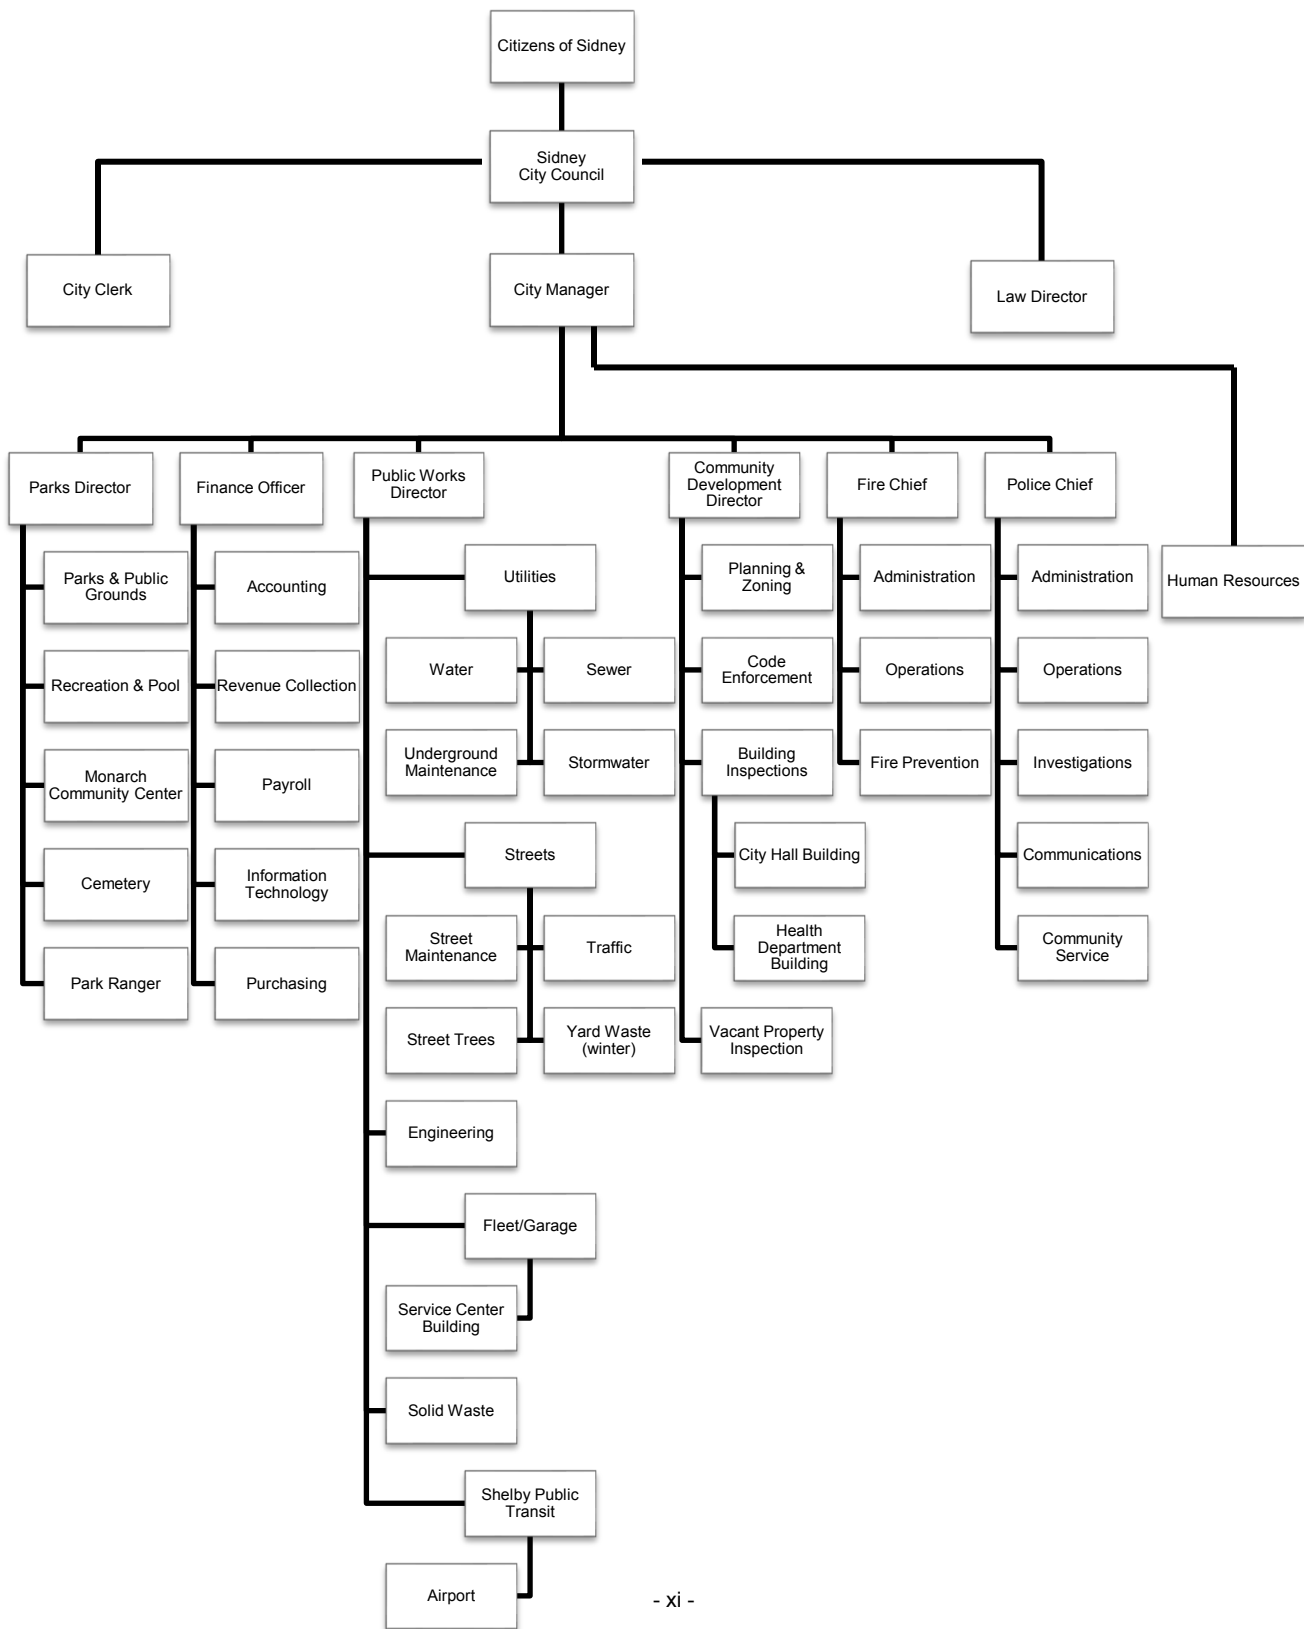 Citizens of Sidney
Sidney
City Council
City Clerk
City Manager
Law Director
Parks Director
Finance Officer
Public Works
Director
Community
Development
Director
Fire Chief
Police Chief
Human Resources
Parks & Public
Grounds
Recreation & Pool
Monarch
Community Center
Cemetery
Park Ranger
Accounting
Revenue Collection
Payroll
Information
Technology
Purchasing
Utilities
Water
Sewer
Underground
Maintenance
Stormwater
Streets
Street
Maintenance
Traffic
Street Trees
Yard Waste
(winter)
Engineering
Fleet/Garage
Service Center
Building
Solid Waste
Shelby Public
Transit
Airport
Planning &
Zoning
Code
Enforcement
Building
Inspections
City Hall Building
Health
Department
Building
Vacant Property
Inspection
Administration
Operations
Fire Prevention
Administration
Operations
Investigations
Communications
Community
Service
- xi -